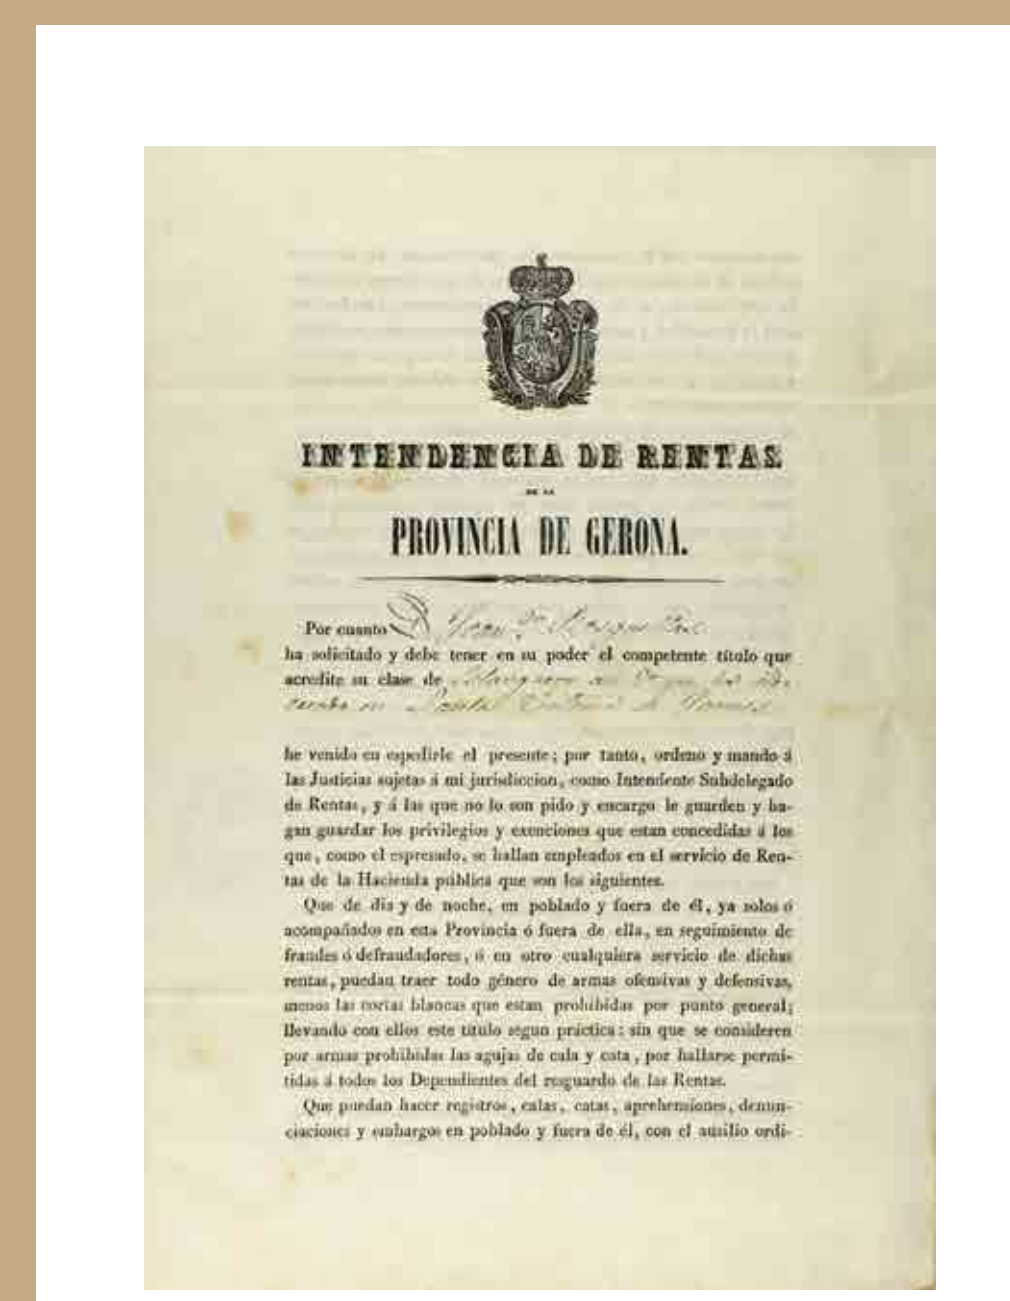 INTENDENCIA DE RENTAS
DE LA
PROVINCIA DE GERONA.
Por cuanto D
ha solicitado y debe tener en su poder el competente título que
acredite su clase de
he venido en espedirle el presente; por tanto, ordeno y mando á
las Justicias sujetas á mi jurisdiccion, como Intendente Subdelegado
de Rentas, y á las que no lo son pido y encargo le guarden y ha-
gan guardar los privilegios y exenciones que estan concedidas á los
que, como el espresado, se hallan empleados en el servicio de Ren-
tas de la Hacienda pública que son los siguientes.
Que de dia y de noche, en poblado y fuera de él, ya solos ó
acompañados en esta Provincia ó fuera de ella, en seguimiento de
fraudes ó defraudadores, ó en otro cualquiera servicio de dichas
rentas, puedan traer todo género de armas ofensivas y defensivas,
menos las cortas blancas que estan prohibidas por punto general;
llevando con ellos este título segun práctica: sin que se consideren
por armas prohibidas las agujas de cala y cata, por hallarse permi-
tidas á todos los Dependientes del resguardo de las Rentas.
Que puedan hacer registros, calas, catas, aprehensiones, denun-
ciaciones y embargos en poblado y fuera de él, con el ausilio ordi-